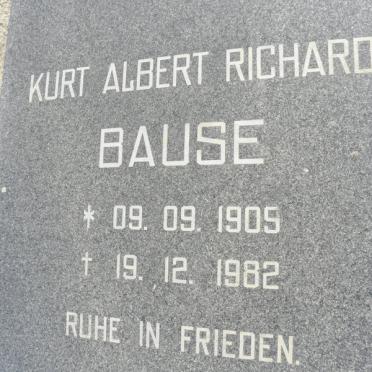 KURT ALBERT RICHARD
BAUSE
* 09. 09. 1905
† 19. 12. 1982
RUHE IN FRIEDEN.